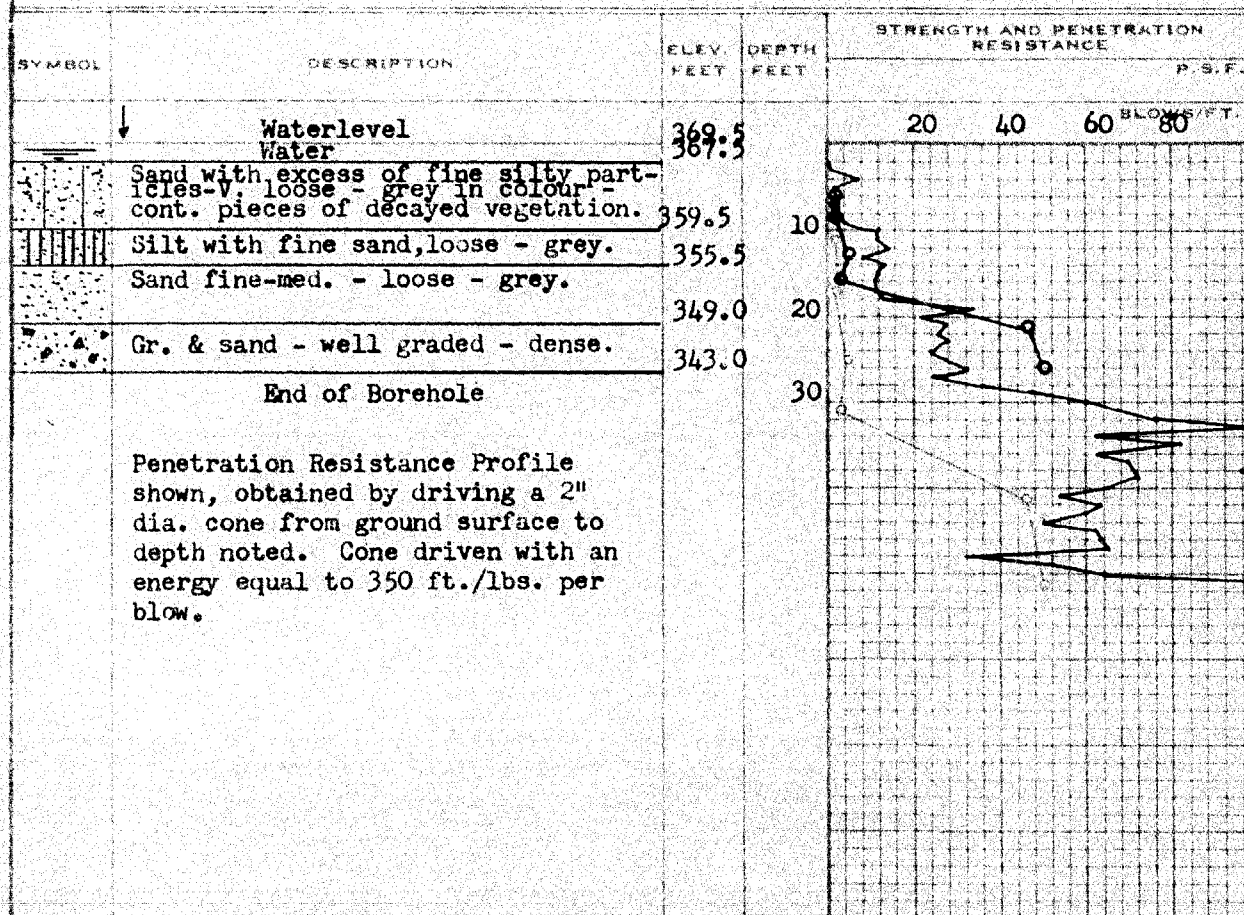 SYMBOL
DESCRIPTION
ELEV. FEET
DEPTH FEET
STRENGTH AND PENETRATION RESISTANCE
P.S.F.
BLOWS/FT.
20 40 60 80
Waterlevel 369.5
Water 367.5
Sand with excess of fine silty part-
icles-V. loose - grey in colour -
cont. pieces of decayed vegetation. 359.5
10
Silt with fine sand,loose - grey. 355.5
Sand fine-med. - loose - grey.
349.0 20
Gr. & sand - well graded - dense. 343.0
End of Borehole 30
Penetration Resistance Profile
shown, obtained by driving a 2"
dia. cone from ground surface to
depth noted. Cone driven with an
energy equal to 350 ft./lbs. per
blow.